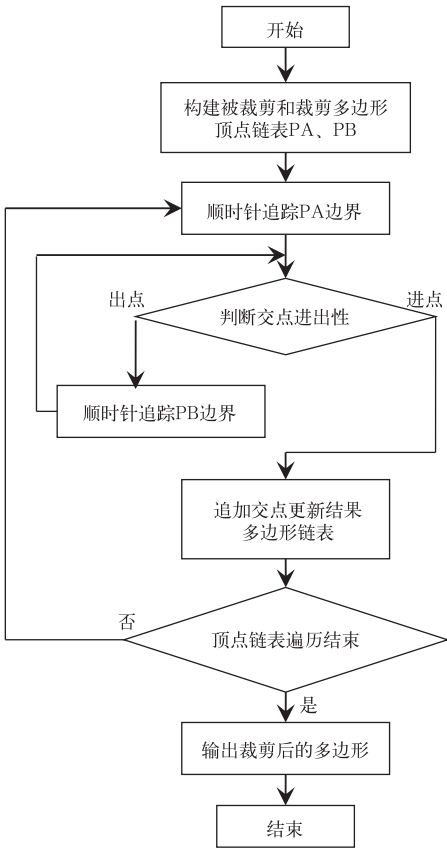 开始
构建被裁剪和裁剪多边形
顶点链表PA、PB
顺时针追踪PA边界
出点
进点
判断交点进出性
顺时针追踪PB边界
追加交点更新结果
多边形链表
否
顶点链表遍历结束
是
输出裁剪后的多边形
结束